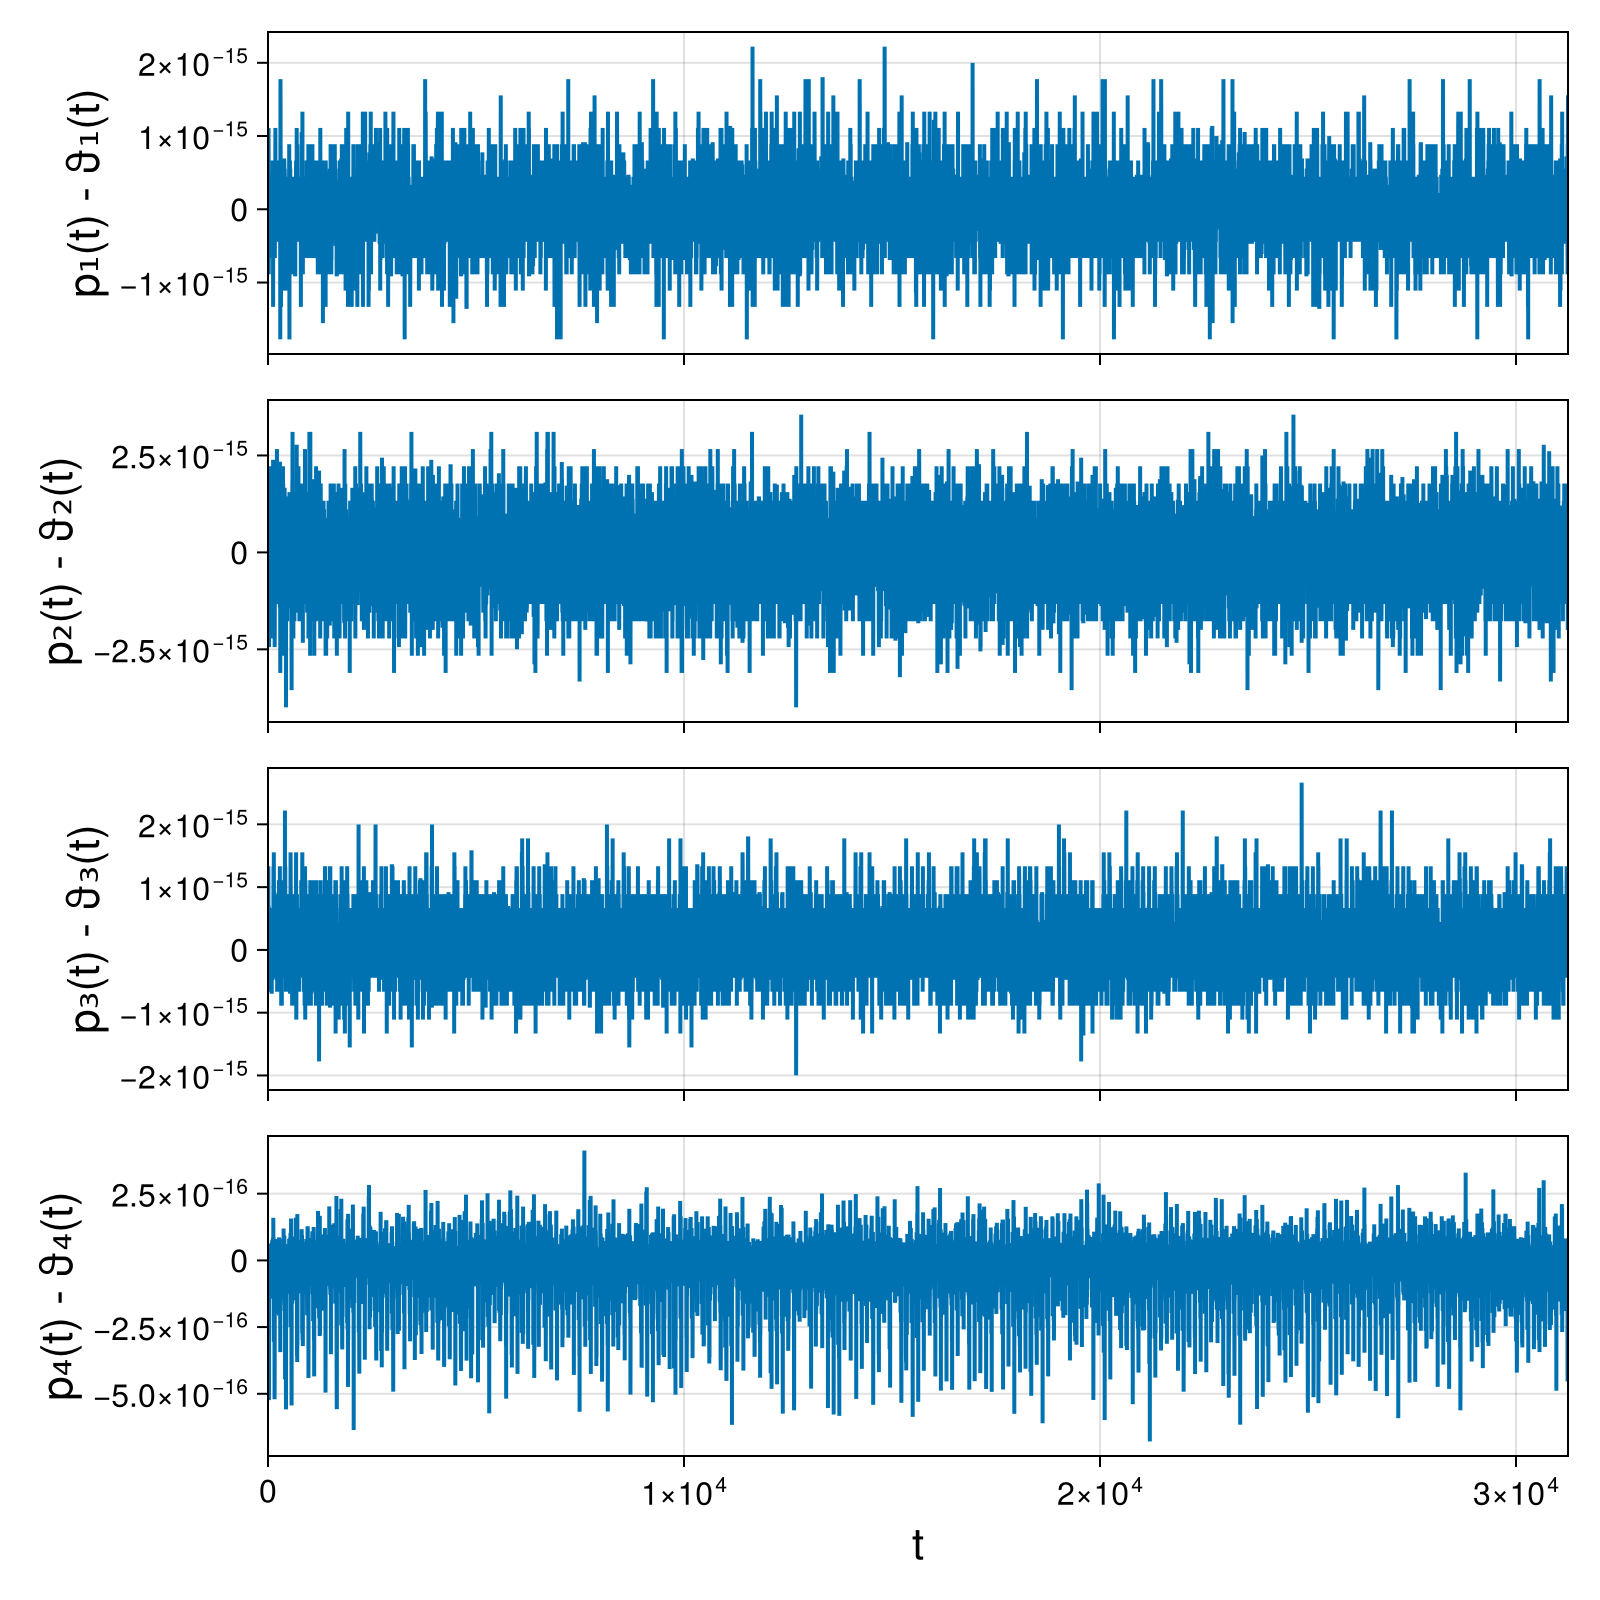 p₁(t) - ϑ₁(t)
2×10⁻¹⁵
1×10⁻¹⁵
0
−1×10⁻¹⁵
p₂(t) - ϑ₂(t)
2.5×10⁻¹⁵
0
−2.5×10⁻¹⁵
p₃(t) - ϑ₃(t)
2×10⁻¹⁵
1×10⁻¹⁵
0
−1×10⁻¹⁵
−2×10⁻¹⁵
p₄(t) - ϑ₄(t)
2.5×10⁻¹⁶
0
−2.5×10⁻¹⁶
−5.0×10⁻¹⁶
0 1×10⁴ 2×10⁴ 3×10⁴
t